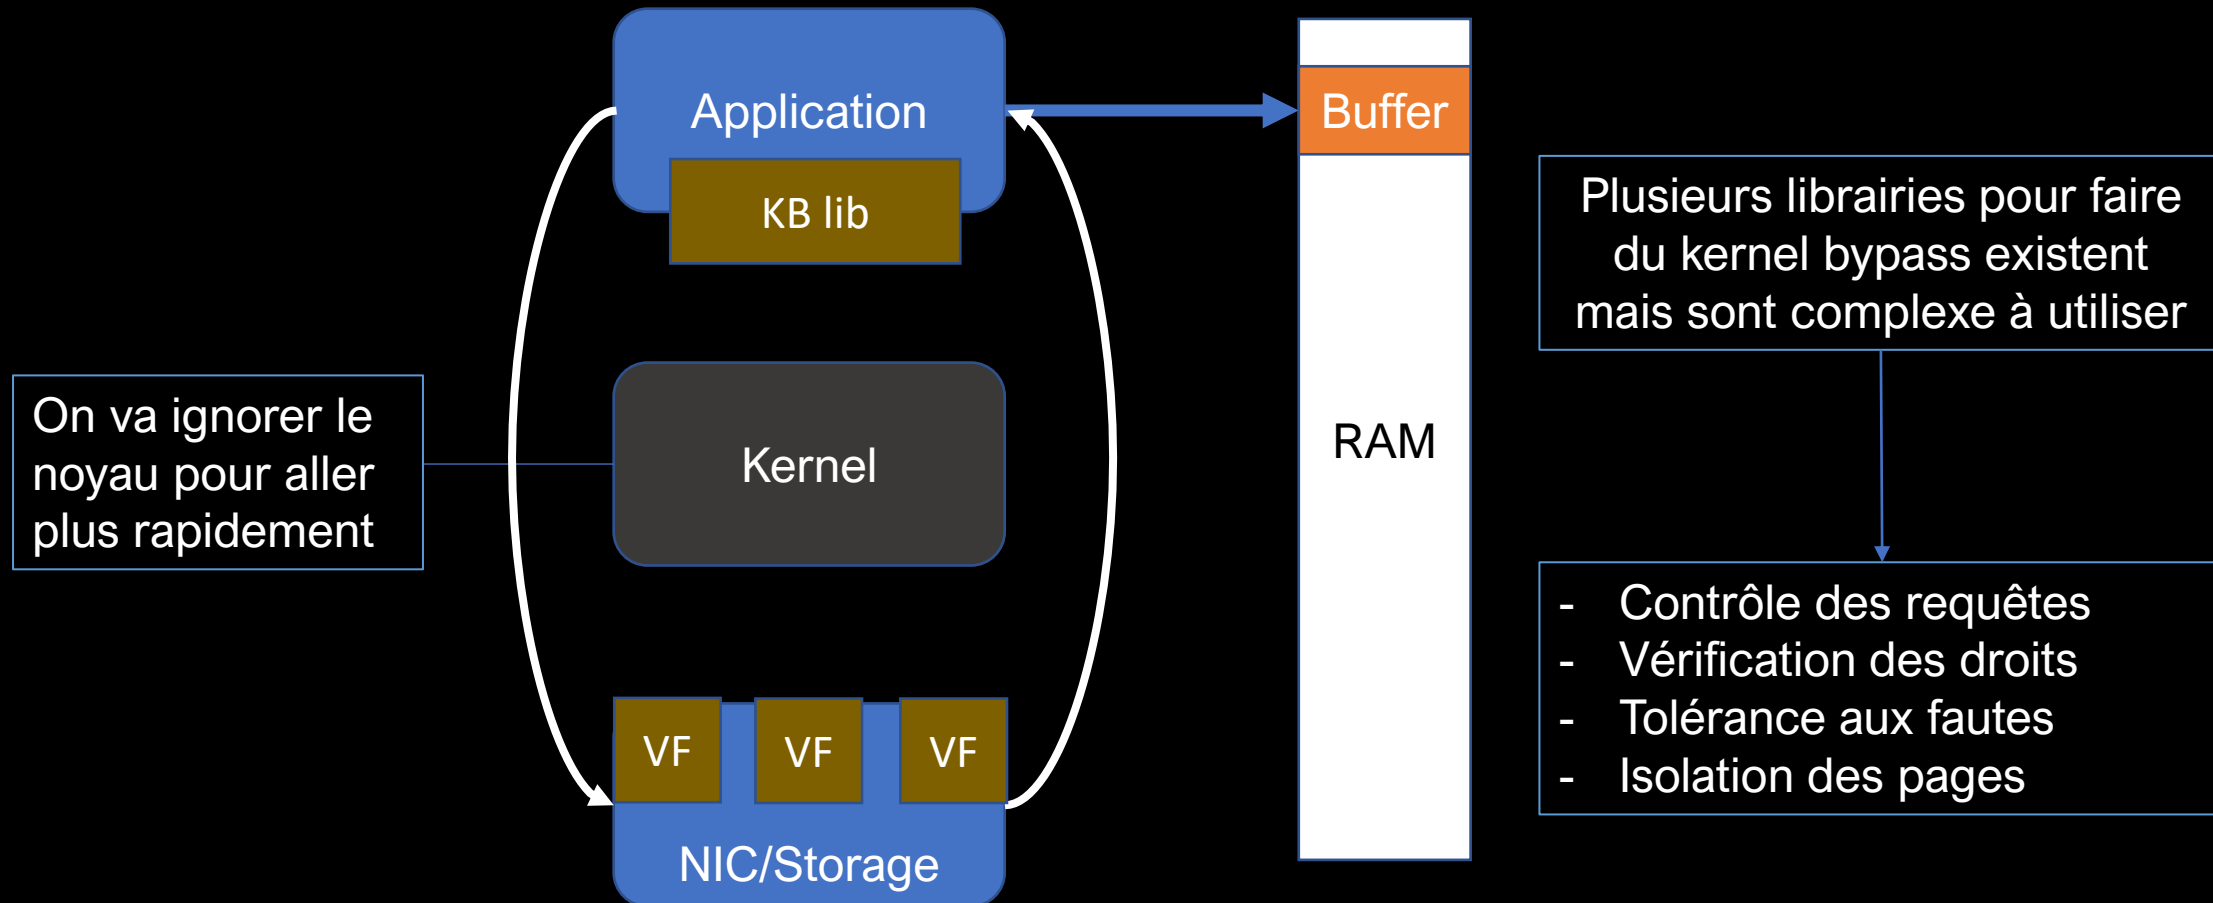 Application
KB lib
Buffer
Plusieurs librairies pour faire
du kernel bypass existent
mais sont complexe à utiliser
On va ignorer le
noyau pour aller
plus rapidement
Kernel
RAM
- Contrôle des requêtes
- Vérification des droits
- Tolérance aux fautes
- Isolation des pages
VF
VF
VF
NIC/Storage